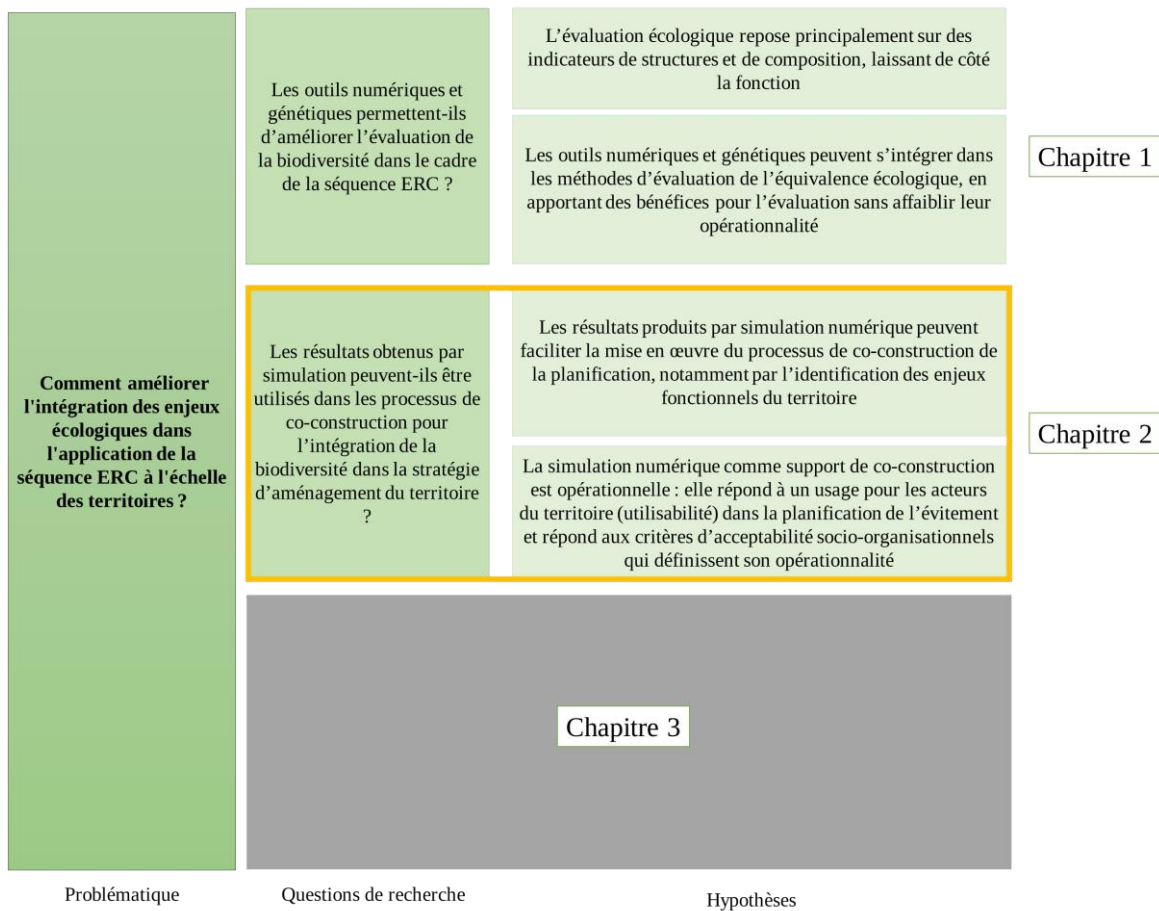 Comment améliorer
l'intégration des enjeux
écologiques dans
l'application de la
séquence ERC à l'échelle
des territoires ?
Les outils numériques et
génétiques permettent-ils
d’améliorer l’évaluation de
la biodiversité dans le cadre
de la séquence ERC ?
L’évaluation écologique repose principalement sur des
indicateurs de structures et de composition, laissant de côté
la fonction
Les outils numériques et génétiques peuvent s’intégrer dans
les méthodes d’évaluation de l’équivalence écologique, en
apportant des bénéfices pour l’évaluation sans affaiblir leur
opérationnalité
Chapitre 1
Les résultats obtenus par
simulation peuvent-ils être
utilisés dans les processus de
co-construction pour
l’intégration de la
biodiversité dans la stratégie
d’aménagement du territoire
?
Les résultats produits par simulation numérique peuvent
faciliter la mise en œuvre du processus de co-construction de
la planification, notamment par l’identification des enjeux
fonctionnels du territoire
La simulation numérique comme support de co-construction
est opérationnelle : elle répond à un usage pour les acteurs
du territoire (utilisabilité) dans la planification de l’évitement
et répond aux critères d’acceptabilité socio-organisationnels
qui définissent son opérationnalité
Chapitre 2
Chapitre 3
Problématique
Questions de recherche
Hypothèses